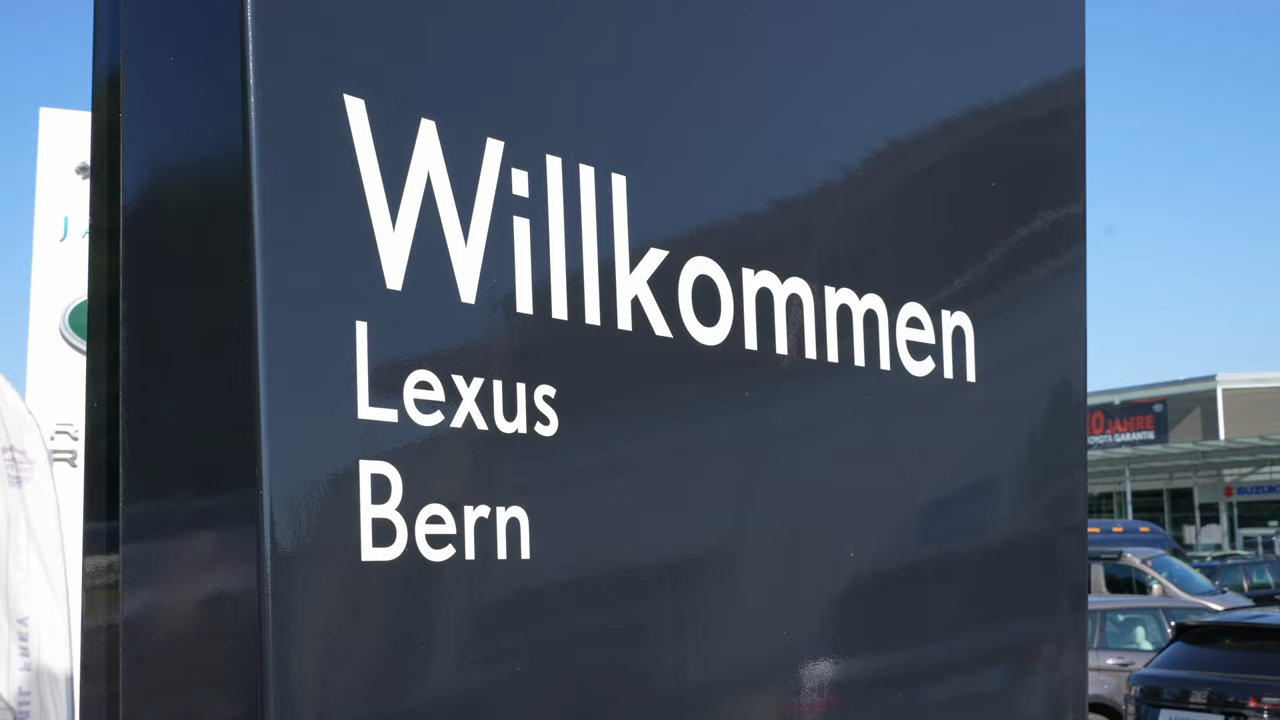 Willkommen
Lexus
Bern
10 JAHRE
TOYOTA GARANTIE
SUZUKI